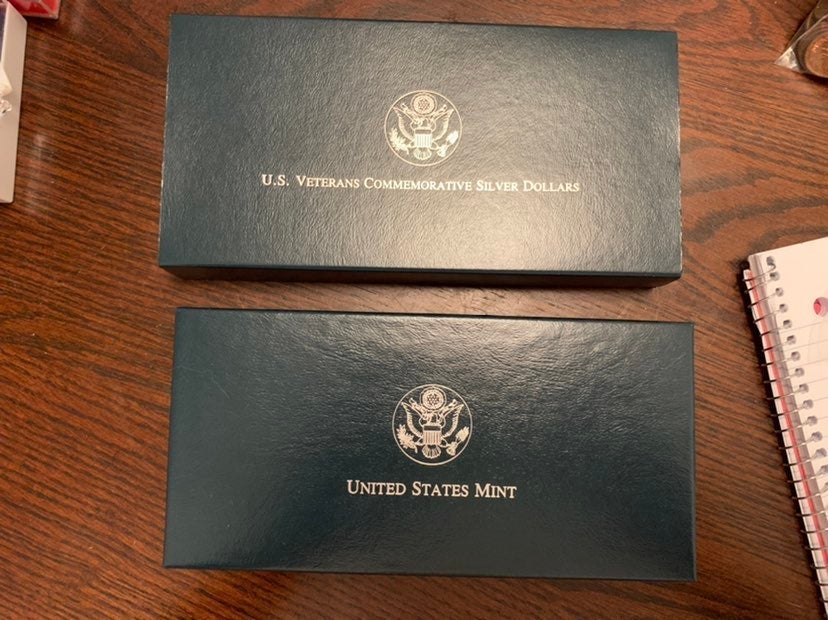 U.S. Veterans Commemorative Silver Dollars
United States Mint